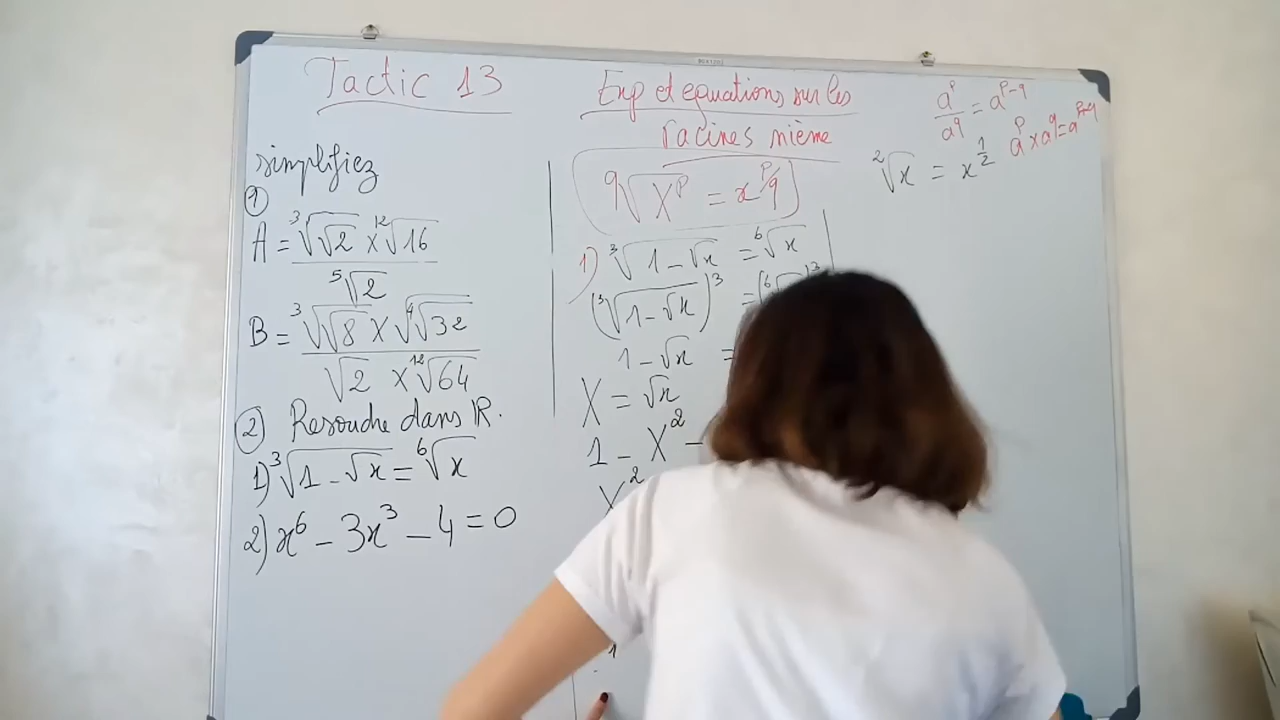 Tactic 13
simplifiez
①
A = ∛√2 × ¹²√16 / ⁵√2
B = ∛√8 × √⁴√32 / √2 × ¹²√64
② Resoudre dans R.
1) ∛(1 - √x) = ⁶√x
2) x⁶ - 3x³ - 4 = 0
Exp et equations sur les
racines nième
q√X^p = x^(p/q)
1) ∛(1 - √x) = ⁶√x
(∛(1 - √x))³ = (⁶√
1 - √x =
X = √x
1 - X² -
X²
a^p / a^q = a^(p-q)
a^p × a^q = a^(p+q)
²√x = x^(1/2)